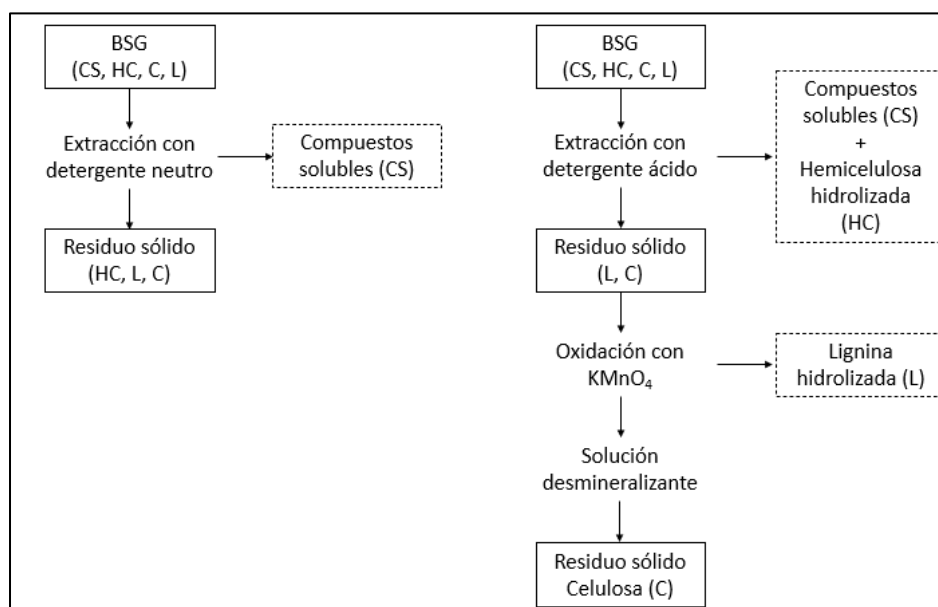 BSG
(CS, HC, C, L)
Extracción con
detergente neutro
Compuestos
solubles (CS)
Residuo sólido
(HC, L, C)
BSG
(CS, HC, C, L)
Extracción con
detergente ácido
Compuestos
solubles (CS)
+
Hemicelulosa
hidrolizada
(HC)
Residuo sólido
(L, C)
Oxidación con
KMnO₄
Lignina
hidrolizada (L)
Solución
desmineralizante
Residuo sólido
Celulosa (C)